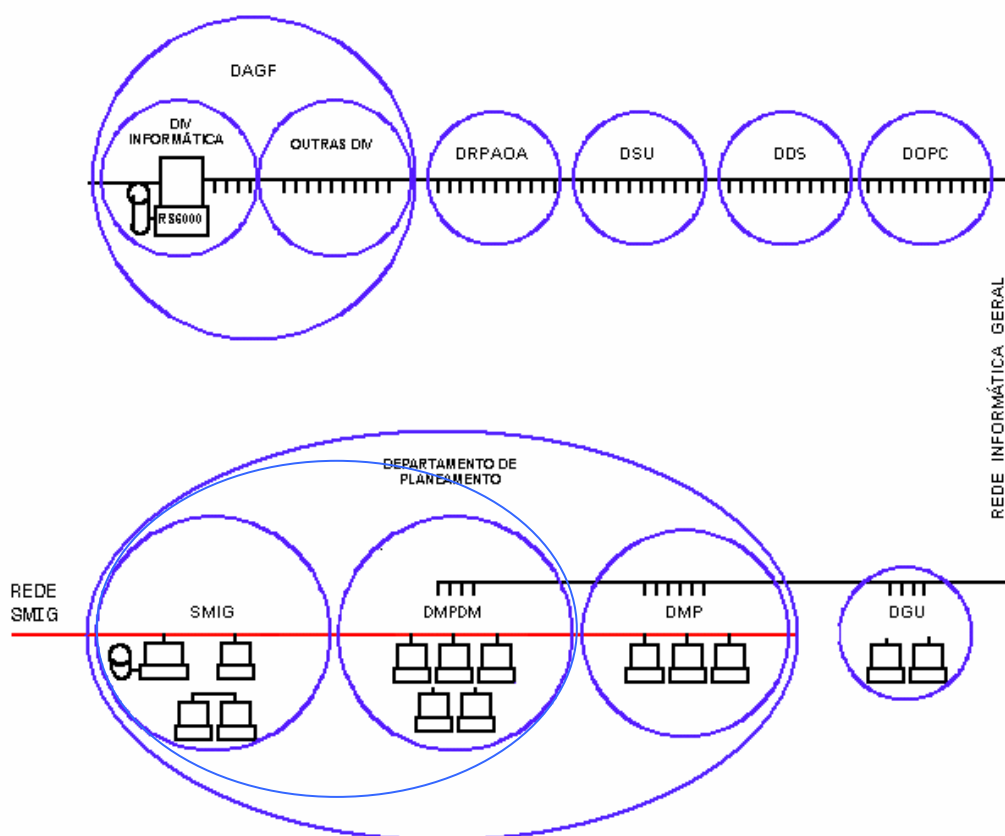 DAGF
DIV
INFORMÁTICA
OUTRAS DIV
RS6000
DRPAOA
DSU
DDS
DOPC
REDE INFORMÁTICA GERAL
DEPARTAMENTO DE
PLANEAMENTO
REDE
SMIG
SMIG
DMPDM
DMP
DGU